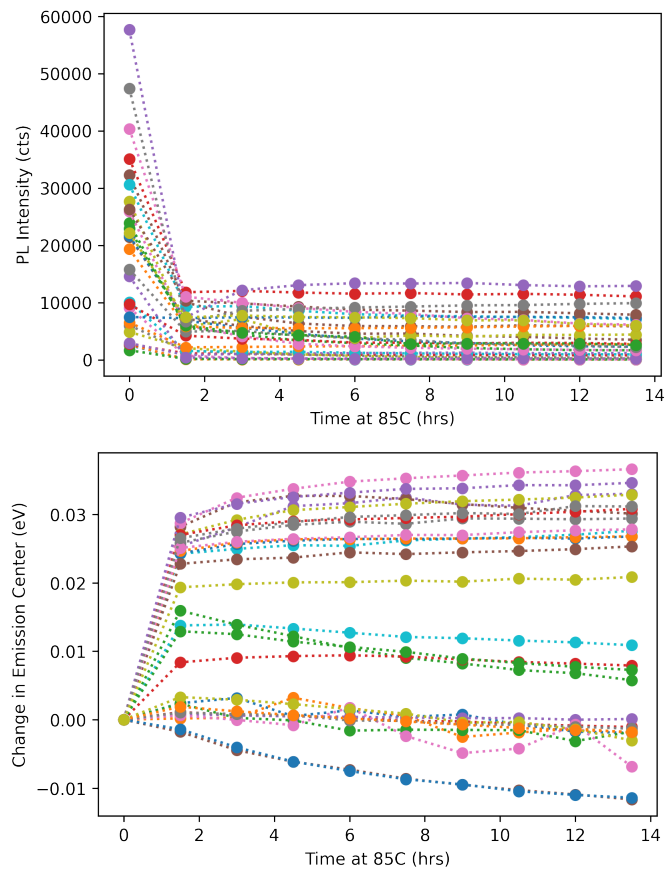 60000
50000
40000
30000
20000
10000
0
PL Intensity (cts)
0 2 4 6 8 10 12 14
Time at 85C (hrs)
0.03
0.02
0.01
0.00
−0.01
Change in Emission Center (eV)
0 2 4 6 8 10 12 14
Time at 85C (hrs)